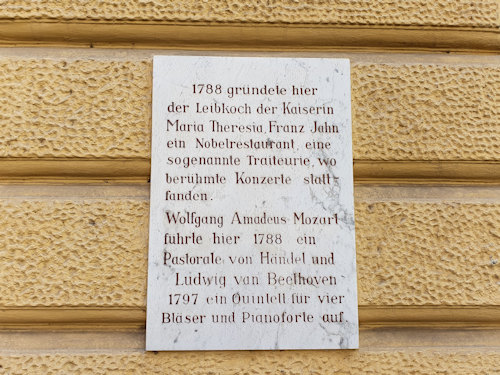 1788 gründete hier
der Leibkoch der Kaiserin
Maria Theresia, Franz Jahn
ein Nobelrestaurant, eine
sogenannte Traiteurie, wo
berühmte Konzerte statt-
fanden.
Wolfgang Amadeus Mozart
führte hier 1788 ein
Pastorale von Händel und
Ludwig van Beethoven
1797 ein Quintett für vier
Bläser und Pianoforte auf.